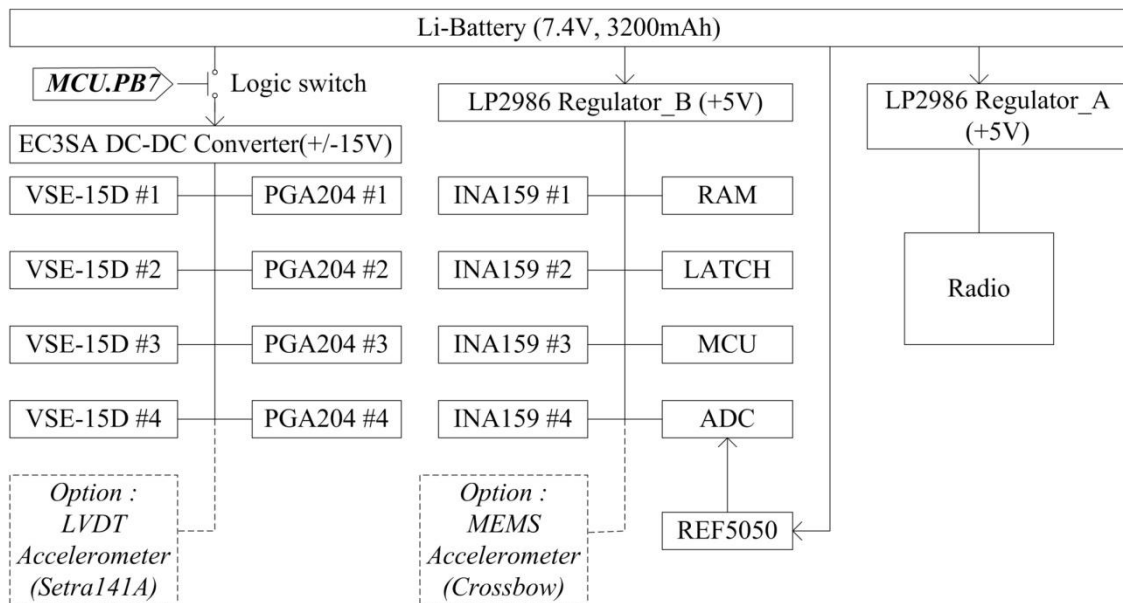 Li-Battery (7.4V, 3200mAh)
MCU.PB7
Logic switch
LP2986 Regulator_B (+5V)
LP2986 Regulator_A
(+5V)
EC3SA DC-DC Converter(+/-15V)
VSE-15D #1
PGA204 #1
INA159 #1
RAM
VSE-15D #2
PGA204 #2
INA159 #2
LATCH
Radio
VSE-15D #3
PGA204 #3
INA159 #3
MCU
VSE-15D #4
PGA204 #4
INA159 #4
ADC
Option :
LVDT
Accelerometer
(Setra141A)
Option :
MEMS
Accelerometer
(Crossbow)
REF5050